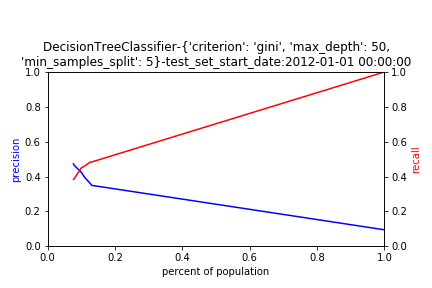 DecisionTreeClassifier-{'criterion': 'gini', 'max_depth': 50,
'min_samples_split': 5}-test_set_start_date:2012-01-01 00:00:00
1.0
0.8
0.6
0.4
0.2
0.0
precision
1.0
0.8
0.6
0.4
0.2
0.0
recall
0.0 0.2 0.4 0.6 0.8 1.0
percent of population